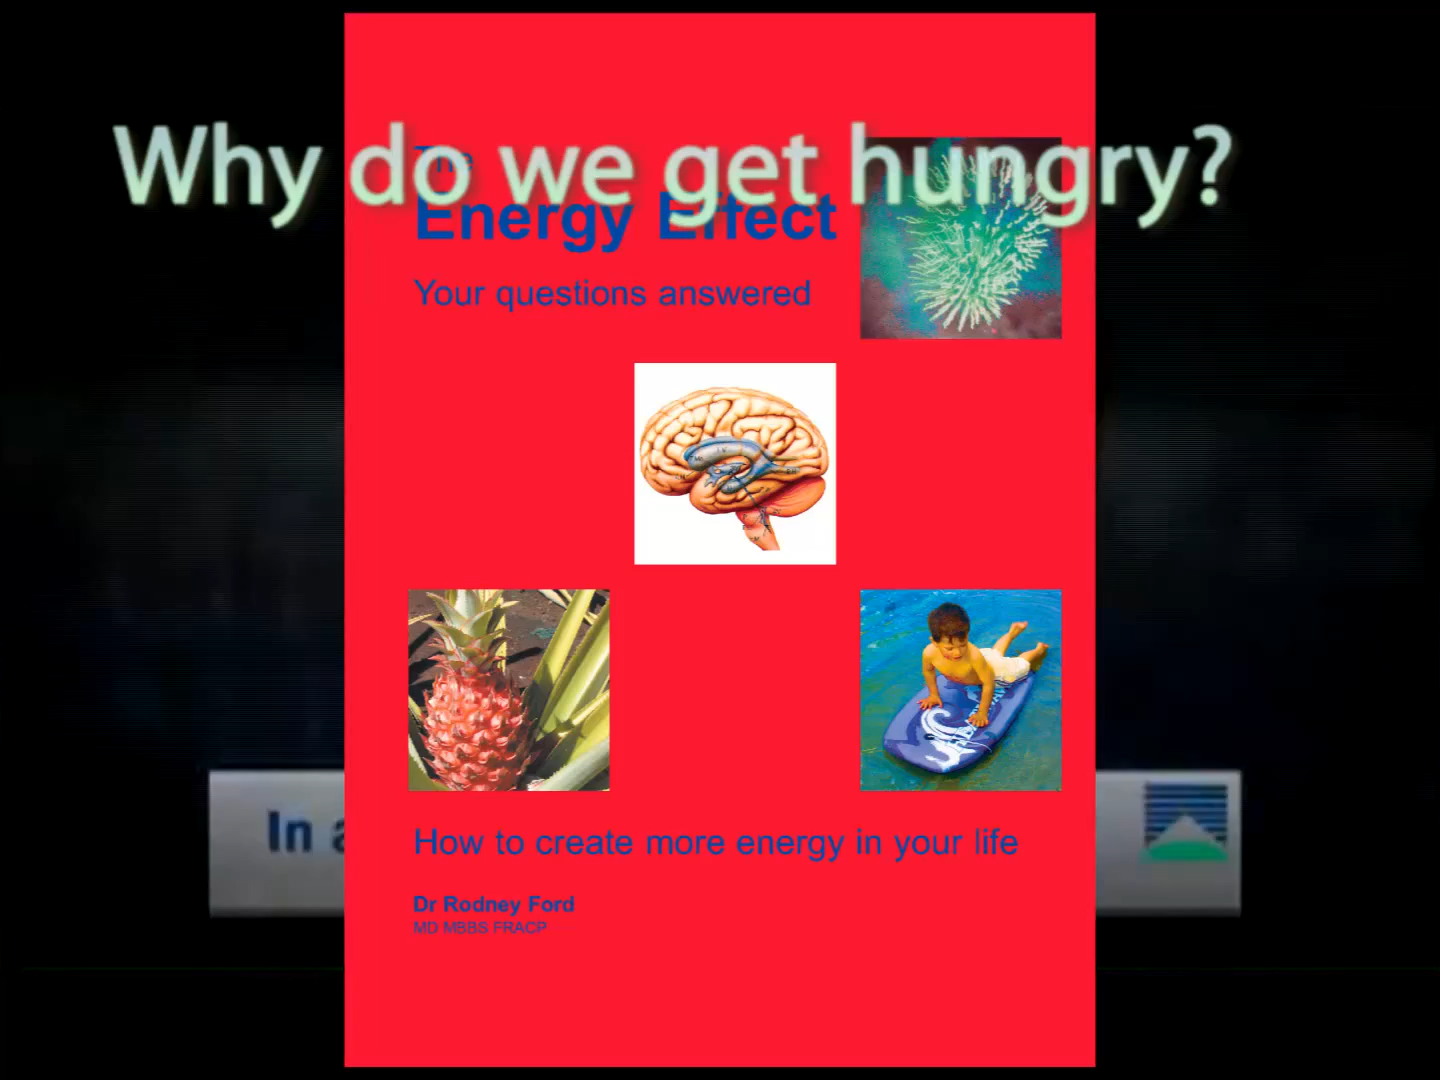 Why do we get hungry?
The
Energy Effect
Your questions answered
How to create more energy in your life
In a
Dr Rodney Ford
MD MBBS FRACP